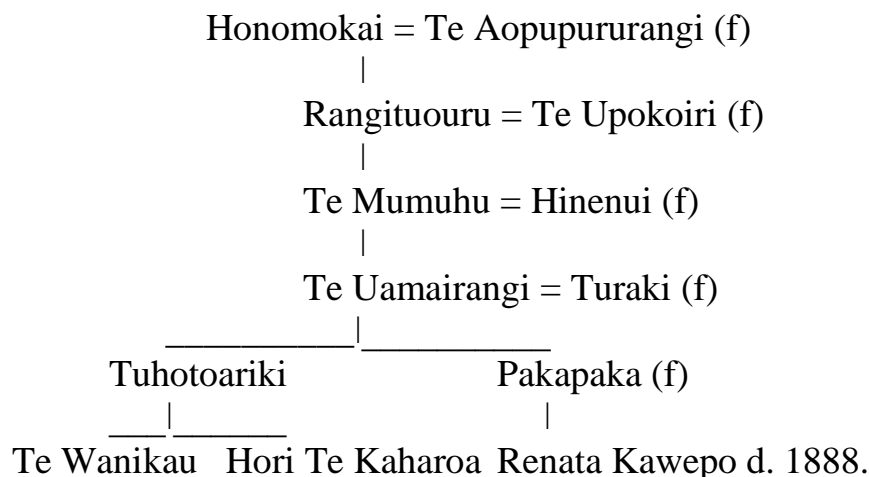 Honomokai = Te Aopupururangi (f)
Rangituouru = Te Upokoiri (f)
Te Mumuhu = Hinenui (f)
Te Uamairangi = Turaki (f)
Tuhotoariki Pakapaka (f)
Te Wanikau Hori Te Kaharoa Renata Kawepo d. 1888.